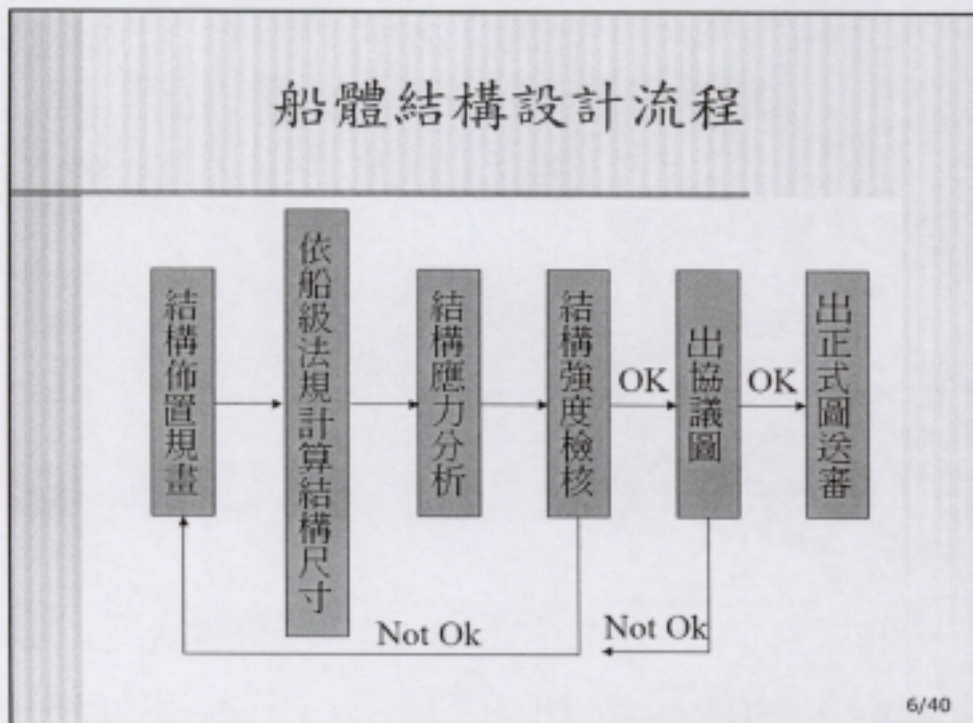 船體結構設計流程
結構佈置規畫
依船級法規計算結構尺寸
結構應力分析
結構強度檢核
OK
出協議圖
OK
出正式圖送審
Not Ok
Not Ok
6/40